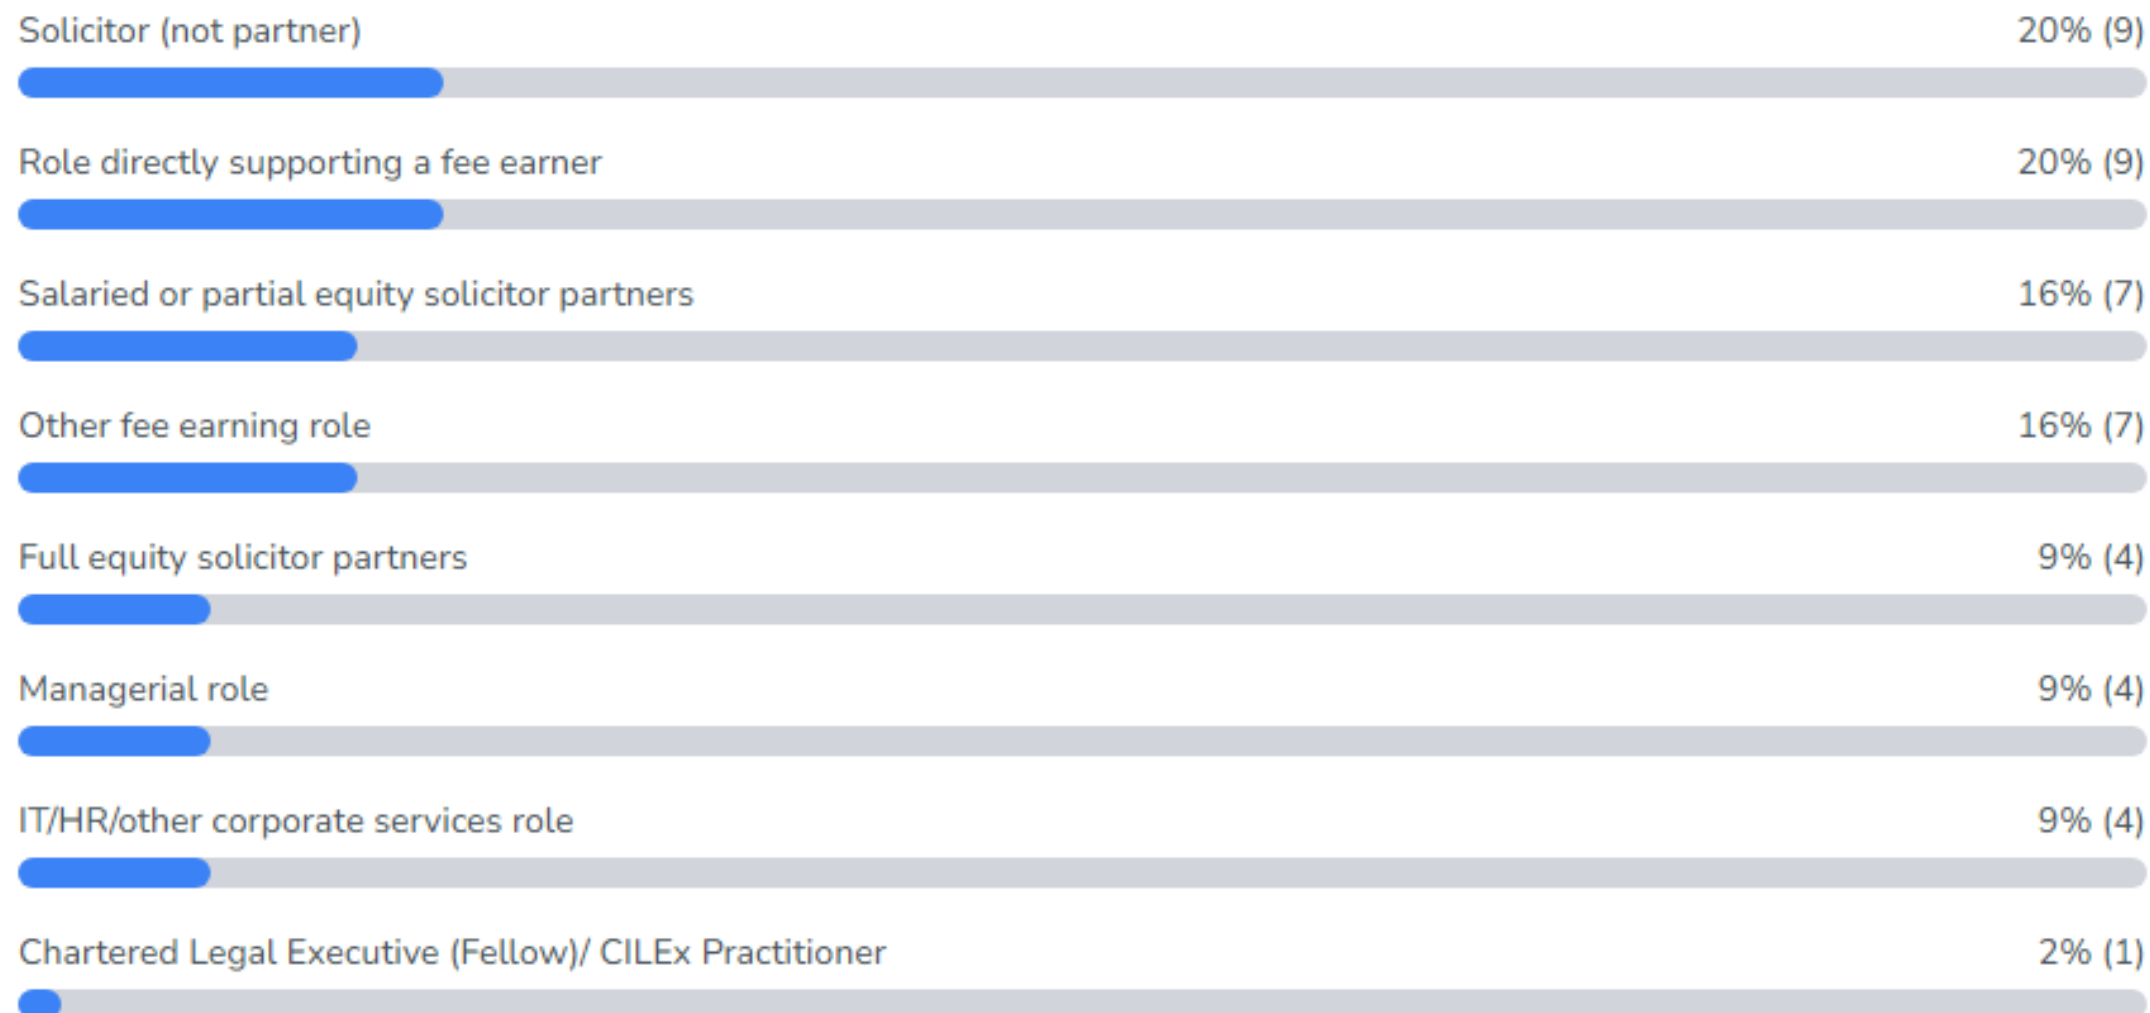 Solicitor (not partner) 20% (9)
Role directly supporting a fee earner 20% (9)
Salaried or partial equity solicitor partners 16% (7)
Other fee earning role 16% (7)
Full equity solicitor partners 9% (4)
Managerial role 9% (4)
IT/HR/other corporate services role 9% (4)
Chartered Legal Executive (Fellow)/ CILEx Practitioner 2% (1)